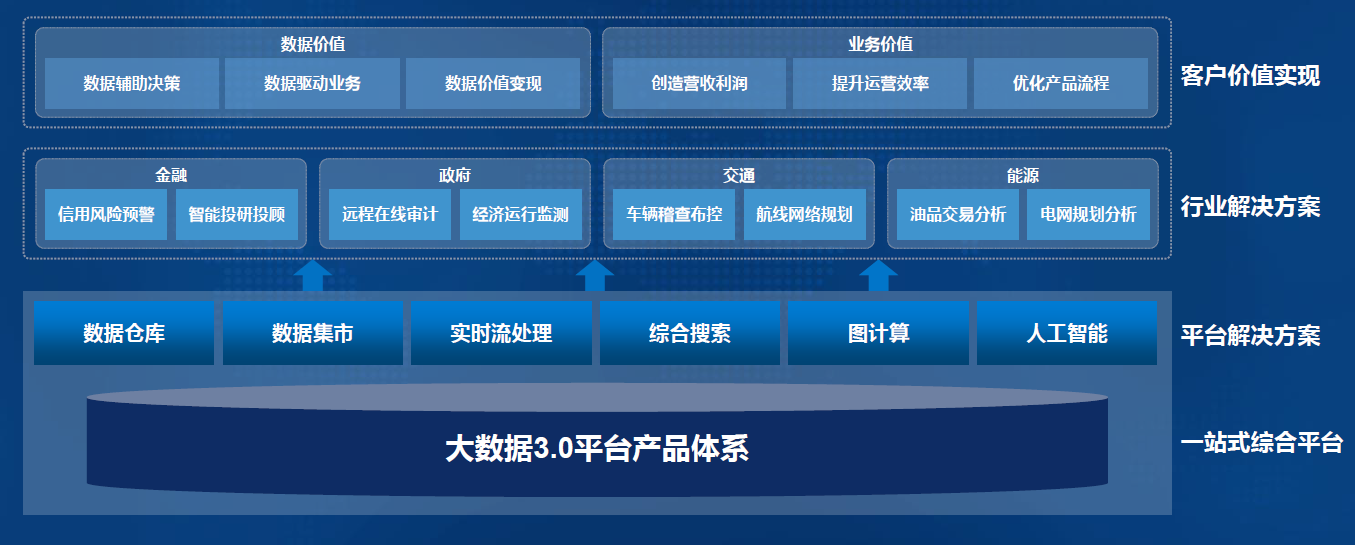 数据价值
数据辅助决策
数据驱动业务
数据价值变现
业务价值
创造营收利润
提升运营效率
优化产品流程
客户价值实现
金融
信用风险预警
智能投研投顾
政府
远程在线审计
经济运行监测
交通
车辆稽查布控
航线网络规划
能源
油品交易分析
电网规划分析
行业解决方案
数据仓库
数据集市
实时流处理
综合搜索
图计算
人工智能
平台解决方案
大数据3.0平台产品体系
一站式综合平台